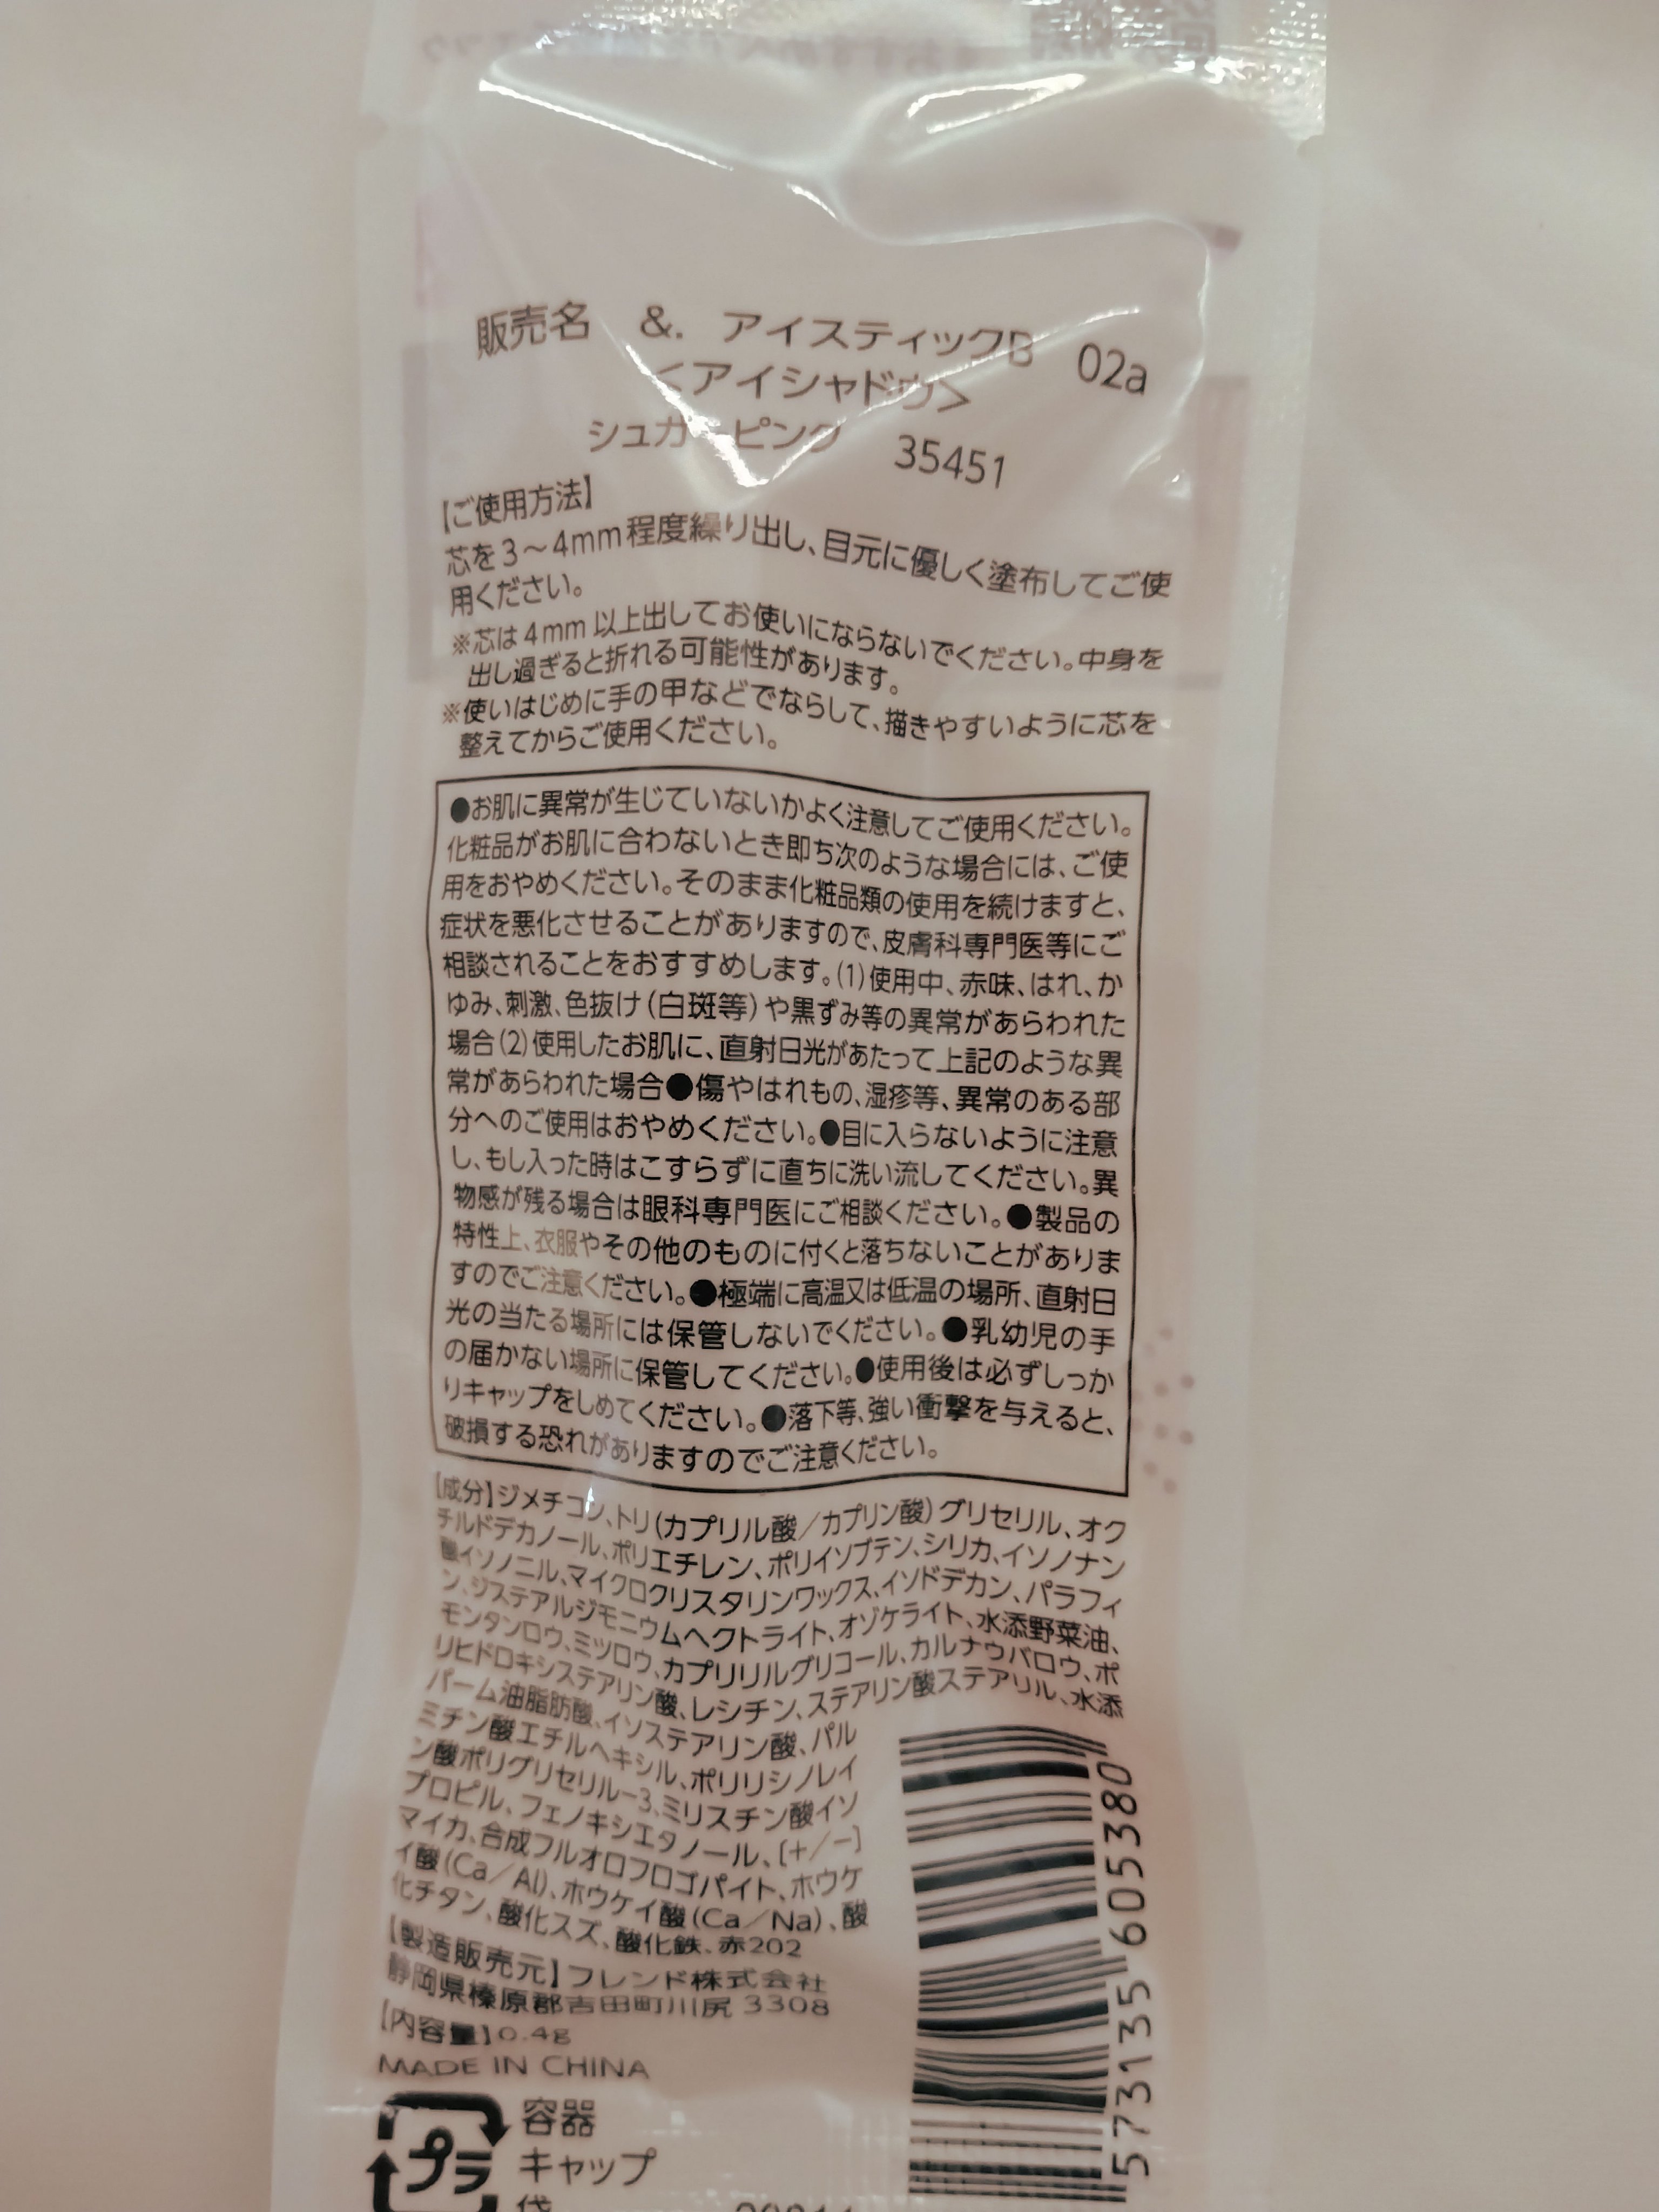 販売名 &. アイスティックB 02a
＜アイシャドウ＞
シュガーピンク 35451
【ご使用方法】
芯を3～4mm程度繰り出し、目元に優しく塗布してご使
用ください。
※芯は4mm以上出してお使いにならないでください。中身を
出し過ぎると折れる可能性があります。
※使いはじめに手の甲などでならして、描きやすいように芯を
整えてからご使用ください。
●お肌に異常が生じていないかよく注意してご使用ください。
化粧品がお肌に合わないとき即ち次のような場合には、ご使
用をおやめください。そのまま化粧品類の使用を続けますと、
症状を悪化させることがありますので、皮膚科専門医等にご
相談されることをおすすめします。(1)使用中、赤味、はれ、か
ゆみ、刺激、色抜け(白斑等)や黒ずみ等の異常があらわれた
場合(2)使用したお肌に、直射日光があたって上記のような異
常があらわれた場合●傷やはれもの、湿疹等、異常のある部
分へのご使用はおやめください。●目に入らないように注意
し、もし入った時はこすらずに直ちに洗い流してください。異
物感が残る場合は眼科専門医にご相談ください。●製品の
特性上、衣服やその他のものに付くと落ちないことがありま
すのでご注意ください。●極端に高温又は低温の場所、直射日
光の当たる場所には保管しないでください。●乳幼児の手
の届かない場所に保管してください。●使用後は必ずしっか
りキャップをしめてください。●落下等、強い衝撃を与えると、
破損する恐れがありますのでご注意ください。
【成分】ジメチコン、トリ(カプリル酸／カプリン酸)グリセリル、オク
チルドデカノール、ポリエチレン、ポリイソブテン、シリカ、イソノナン
酸イソノニル、マイクロクリスタリンワックス、イソドデカン、パラフィ
ン、ジステアルジモニウムヘクトライト、オゾケライト、水添野菜油、
モンタンロウ、ミツロウ、カプリリルグリコール、カルナウバロウ、ポ
リヒドロキシステアリン酸、レシチン、ステアリン酸ステアリル、水添
パーム油脂肪酸、イソステアリン酸、パル
ミチン酸エチルヘキシル、ポリリシノレイ
ン酸ポリグリセリル-3、ミリスチン酸イソ
プロピル、フェノキシエタノール、[＋／－]
マイカ、合成フルオロフロゴパイト、ホウケ
イ酸(Ca／Al)、ホウケイ酸(Ca／Na)、酸
化チタン、酸化スズ、酸化鉄、赤202
【製造販売元】フレンド株式会社
静岡県榛原郡吉田町川尻3308
【内容量】0.4g
MADE IN CHINA
プラ
容器
キャップ
袋
573135 605380